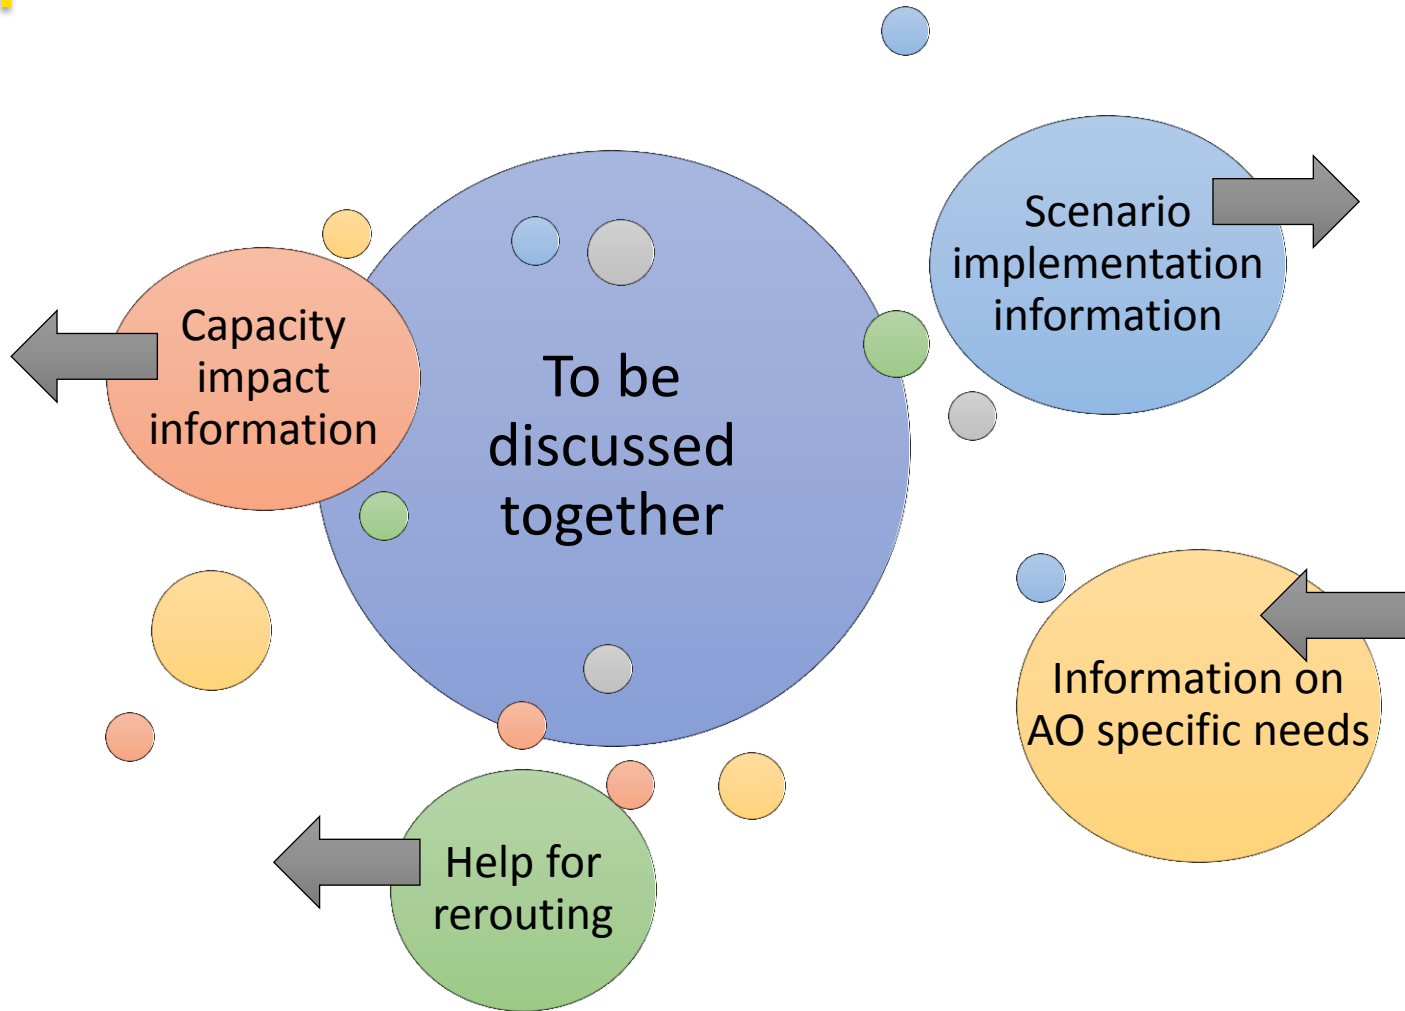 Scenario
implementation
information
Capacity
impact
information
To be
discussed
together
Information on
AO specific needs
Help for
rerouting